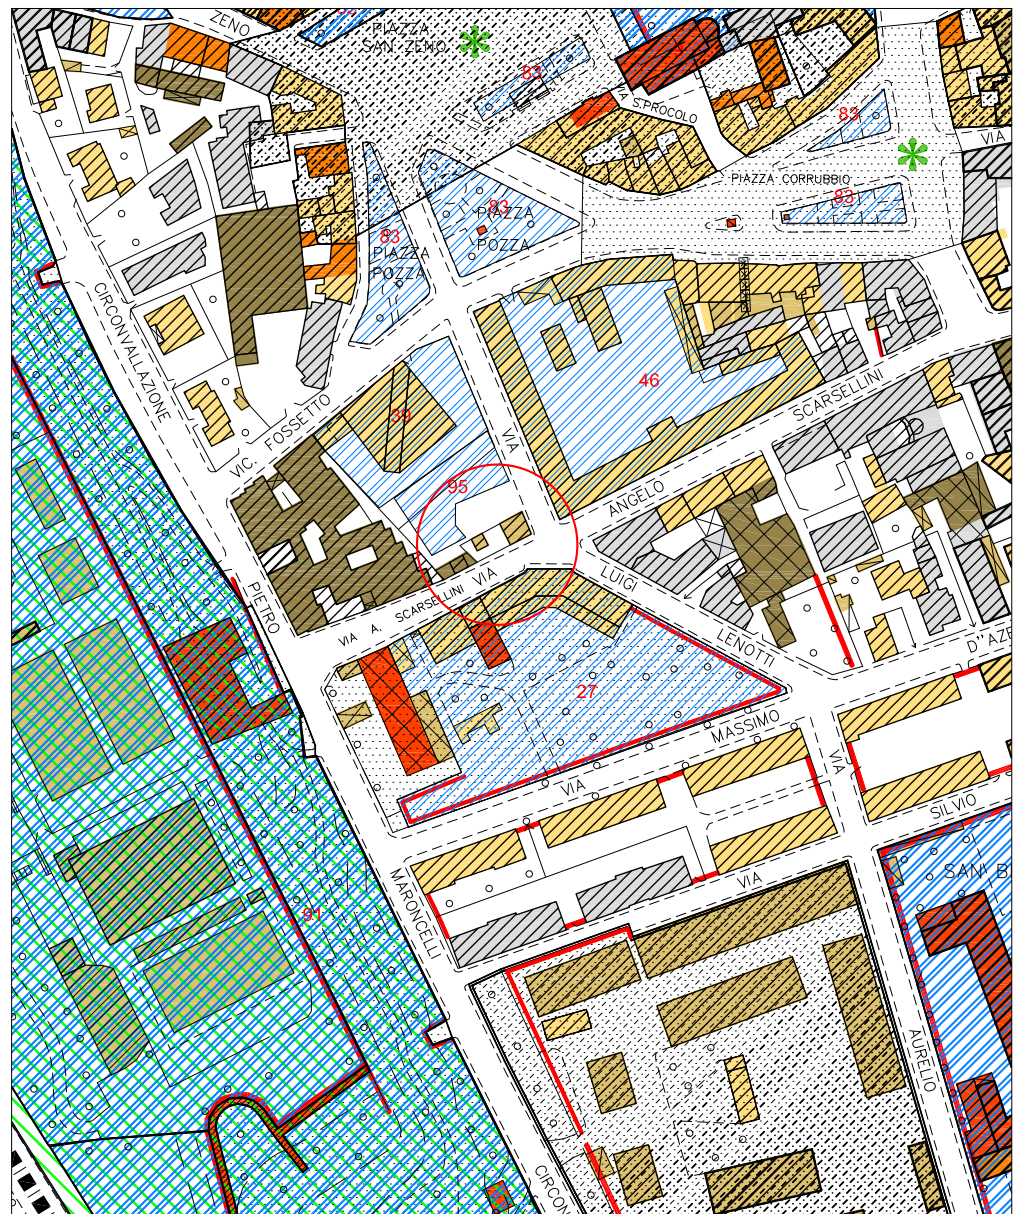 ZENO
PIAZZA
SAN ZENO
83
S.PROCOLO
83
VIA
PIAZZA CORRUBBIO
83
83
PIAZZA
POZZA
83
PIAZZA
POZZA
CIRCONVALAZIONE
46
SCARSELLINI
39
VIC. FOSSETTO
VIA
95
ANGELO
PIETRO
VIA A. SCARSELLINI VIA
LUIGI
LENOTTI
D'AZE
27
MASSIMO
VIA
VIA
SILVIO
SAN B
VIA
MARONCELLI
91
AURELIO
CIRCON